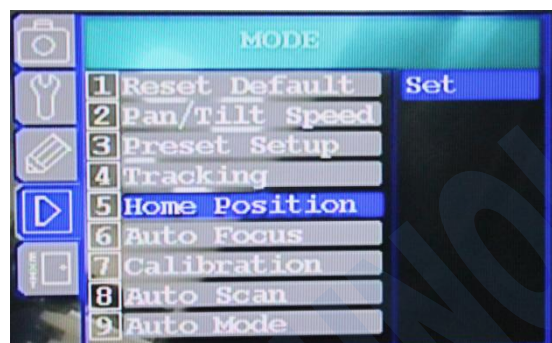 MODE
1 Reset Default
Set
2 Pan/Tilt Speed
3 Preset Setup
4 Tracking
5 Home Position
6 Auto Focus
7 Calibration
8 Auto Scan
9 Auto Mode